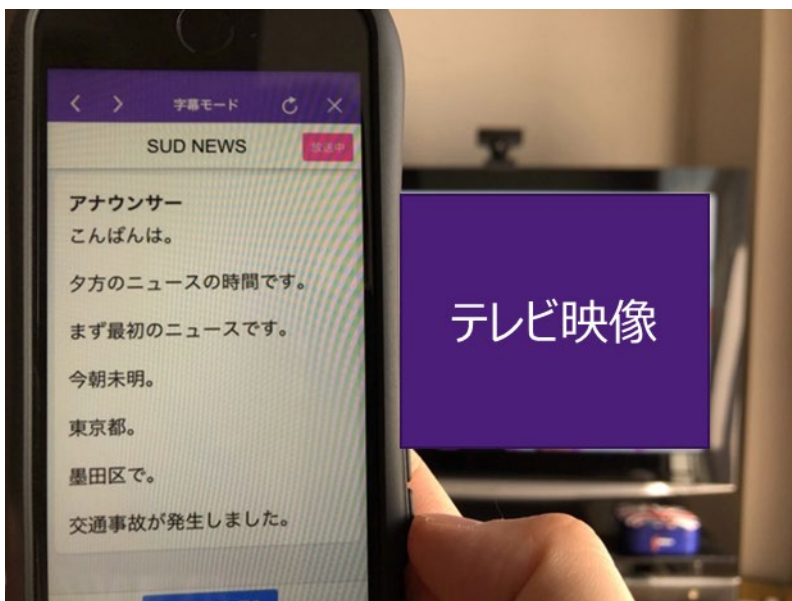 字幕モード
SUD NEWS
放送中
アナウンサー
こんばんは。
夕方のニュースの時間です。
まず最初のニュースです。
今朝未明。
東京都。
墨田区で。
交通事故が発生しました。
テレビ映像